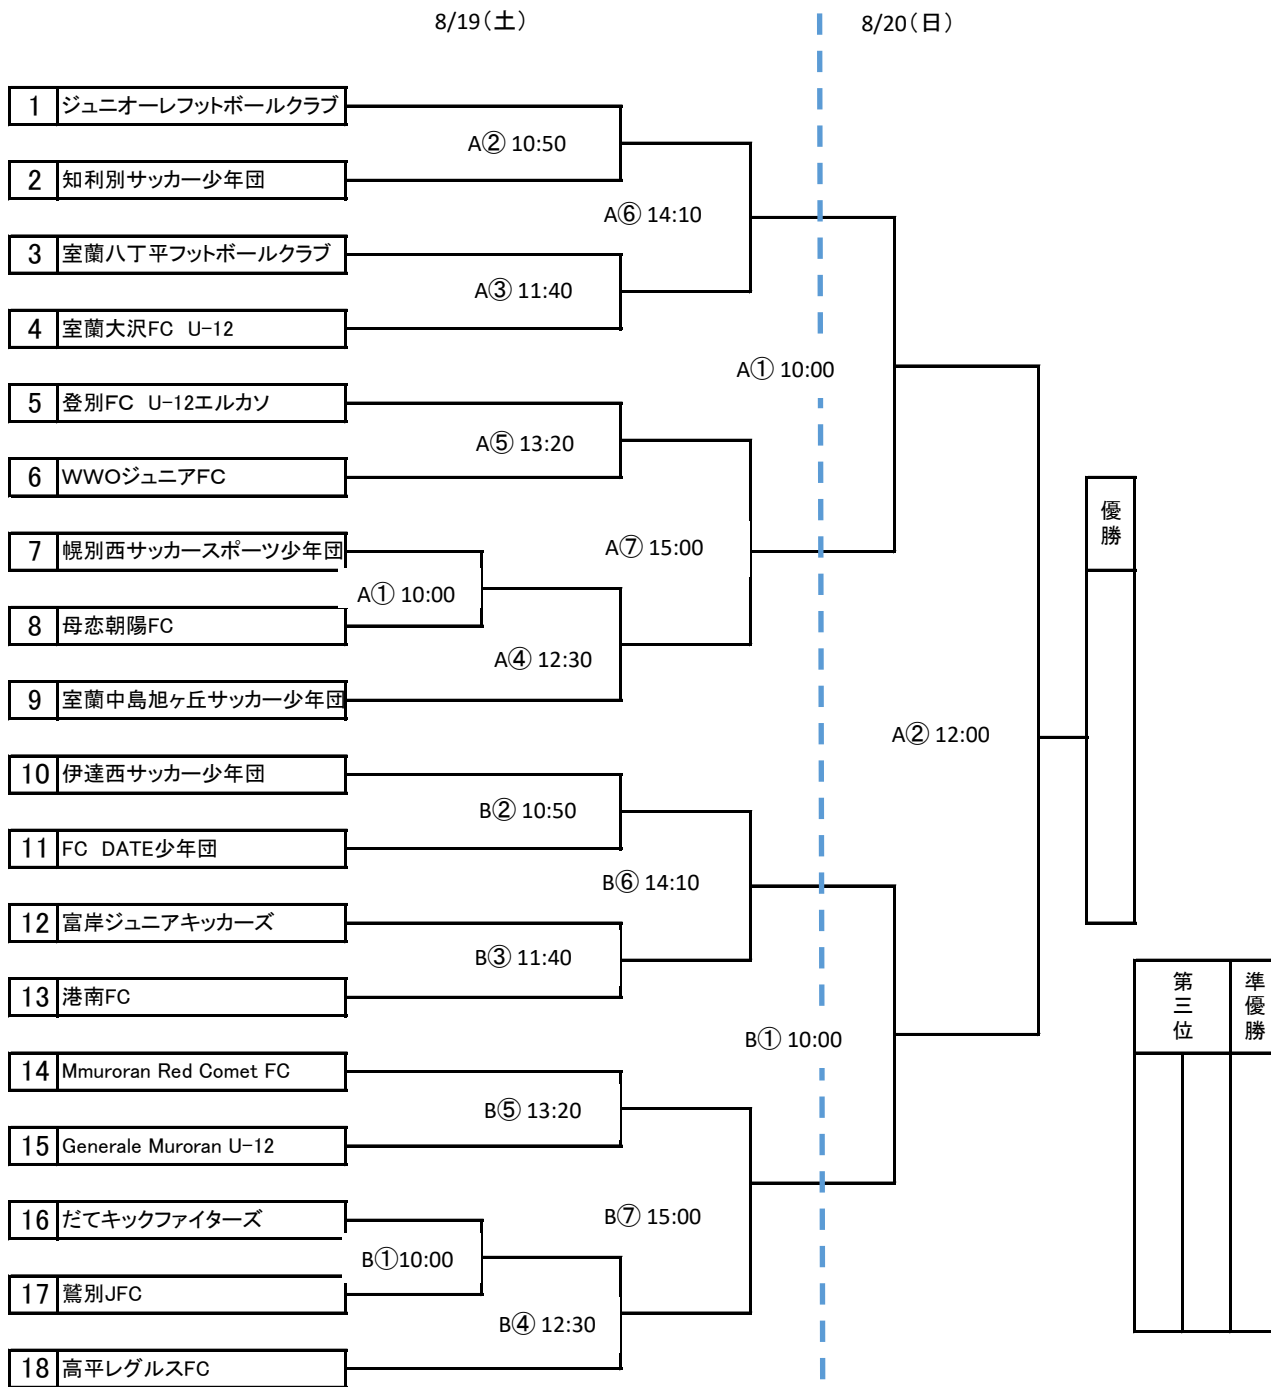 8/19(土)
8/20(日)
1 ジュニオーレフットボールクラブ
A② 10:50
2 知利別サッカー少年団
A⑥ 14:10
3 室蘭八丁平フットボールクラブ
A③ 11:40
4 室蘭大沢FC U-12
A① 10:00
5 登別FC U-12エルカソ
A⑤ 13:20
6 WWOジュニアFC
優勝
7 幌別西サッカースポーツ少年団
A⑦ 15:00
A① 10:00
8 母恋朝陽FC
A④ 12:30
9 室蘭中島旭ヶ丘サッカー少年団
A② 12:00
10 伊達西サッカー少年団
B② 10:50
11 FC DATE少年団
B⑥ 14:10
12 富岸ジュニアキッカーズ
B③ 11:40
13 港南FC
第三位
準優勝
B① 10:00
14 Mmuroran Red Comet FC
B⑤ 13:20
15 Generale Muroran U-12
16 だてキックファイターズ
B⑦ 15:00
B①10:00
17 鷲別JFC
B④ 12:30
18 高平レグルスFC